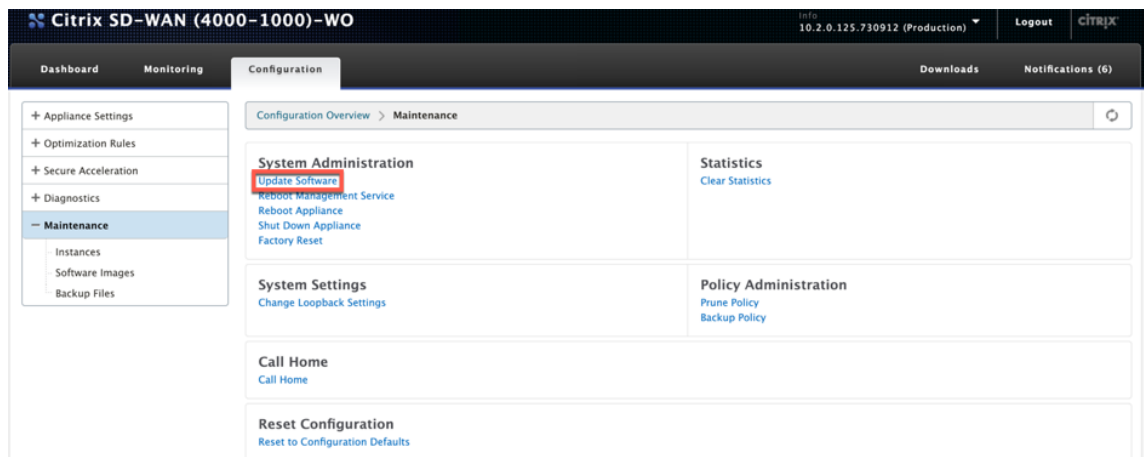 Citrix SD-WAN (4000-1000)-WO
Info
10.2.0.125.730912 (Production)
Logout
CITRIX
Dashboard Monitoring Configuration Downloads Notifications (6)
+ Appliance Settings
+ Optimization Rules
+ Secure Acceleration
+ Diagnostics
− Maintenance
Instances
Software Images
Backup Files
Configuration Overview > Maintenance
System Administration
Update Software
Reboot Management Service
Reboot Appliance
Shut Down Appliance
Factory Reset
Statistics
Clear Statistics
System Settings
Change Loopback Settings
Policy Administration
Prune Policy
Backup Policy
Call Home
Call Home
Reset Configuration
Reset to Configuration Defaults